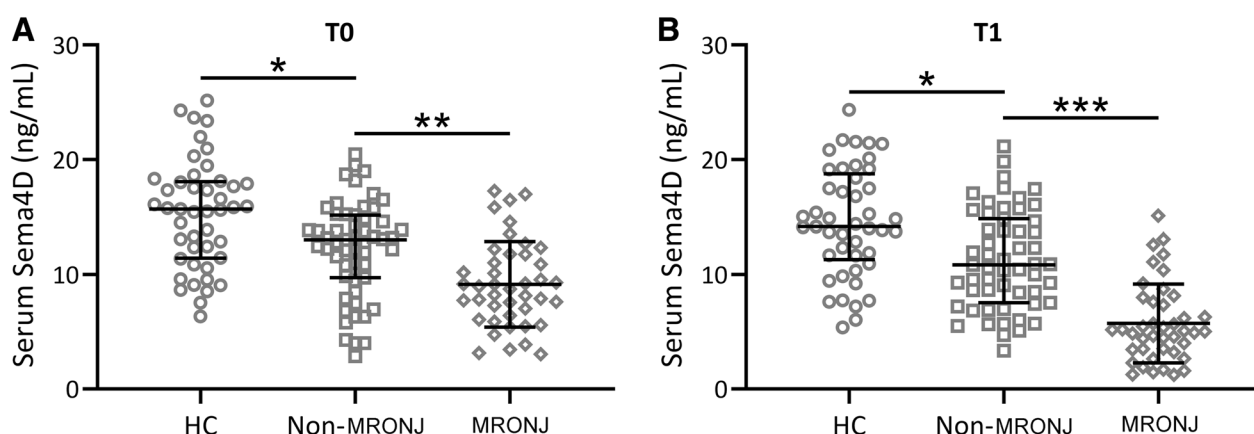 A
T0
Serum Sema4D (ng/mL)
30
20
10
0
*
**
HC
Non-MRONJ
MRONJ
B
T1
Serum Sema4D (ng/mL)
30
20
10
0
*
***
HC
Non-MRONJ
MRONJ